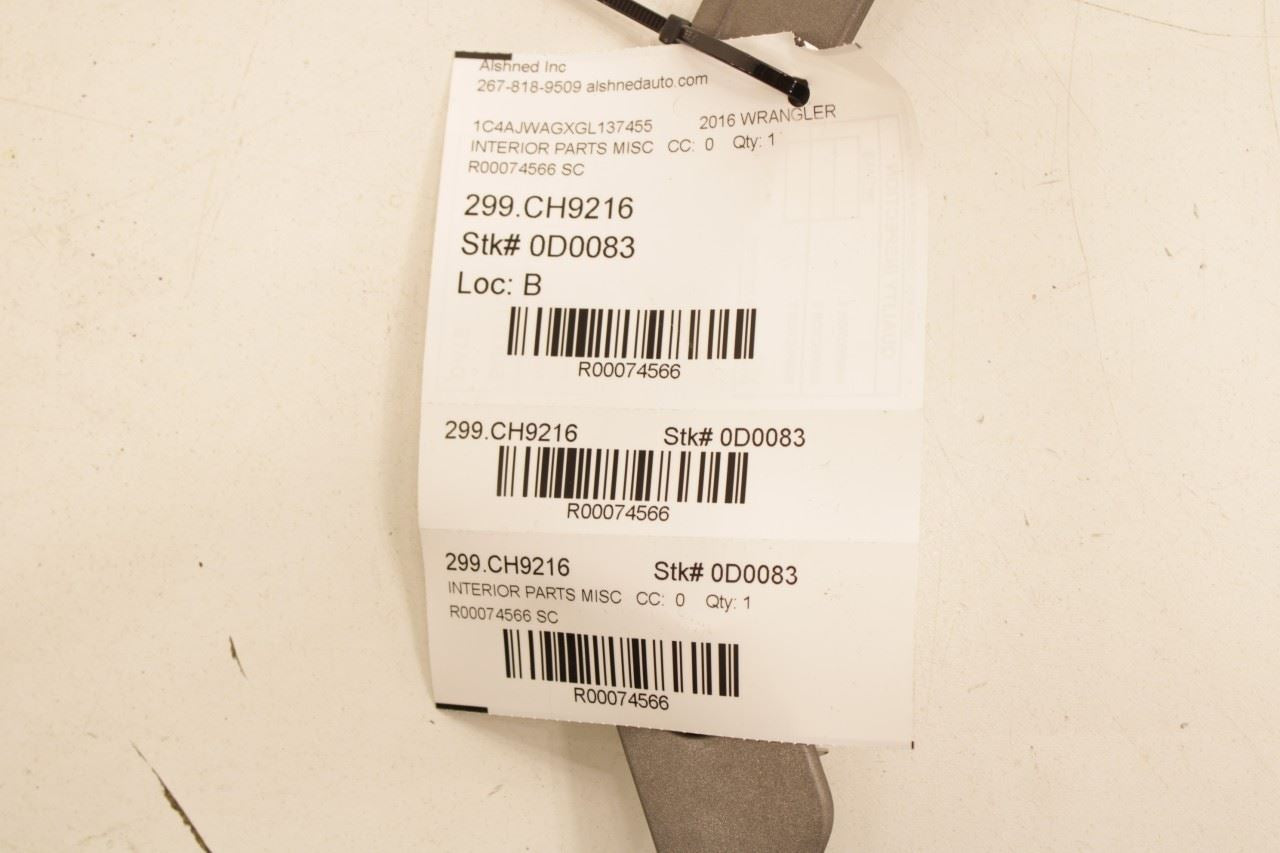 Alshned Inc
267-818-9509 alshnedauto.com
1C4AJWAGXGL137455 2016 WRANGLER
INTERIOR PARTS MISC CC: 0 Qty: 1
R00074566 SC
299.CH9216
Stk# 0D0083
Loc: B
R00074566
299.CH9216 Stk# 0D0083
R00074566
299.CH9216 Stk# 0D0083
INTERIOR PARTS MISC CC: 0 Qty: 1
R00074566 SC
R00074566